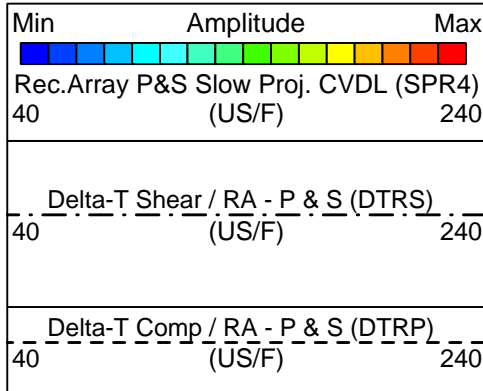 Min Amplitude Max
Rec.Array P&S Slow Proj. CVDL (SPR4)
40 (US/F) 240
Delta-T Shear / RA - P & S (DTRS)
40 (US/F) 240
Delta-T Comp / RA - P & S (DTRP)
40 (US/F) 240